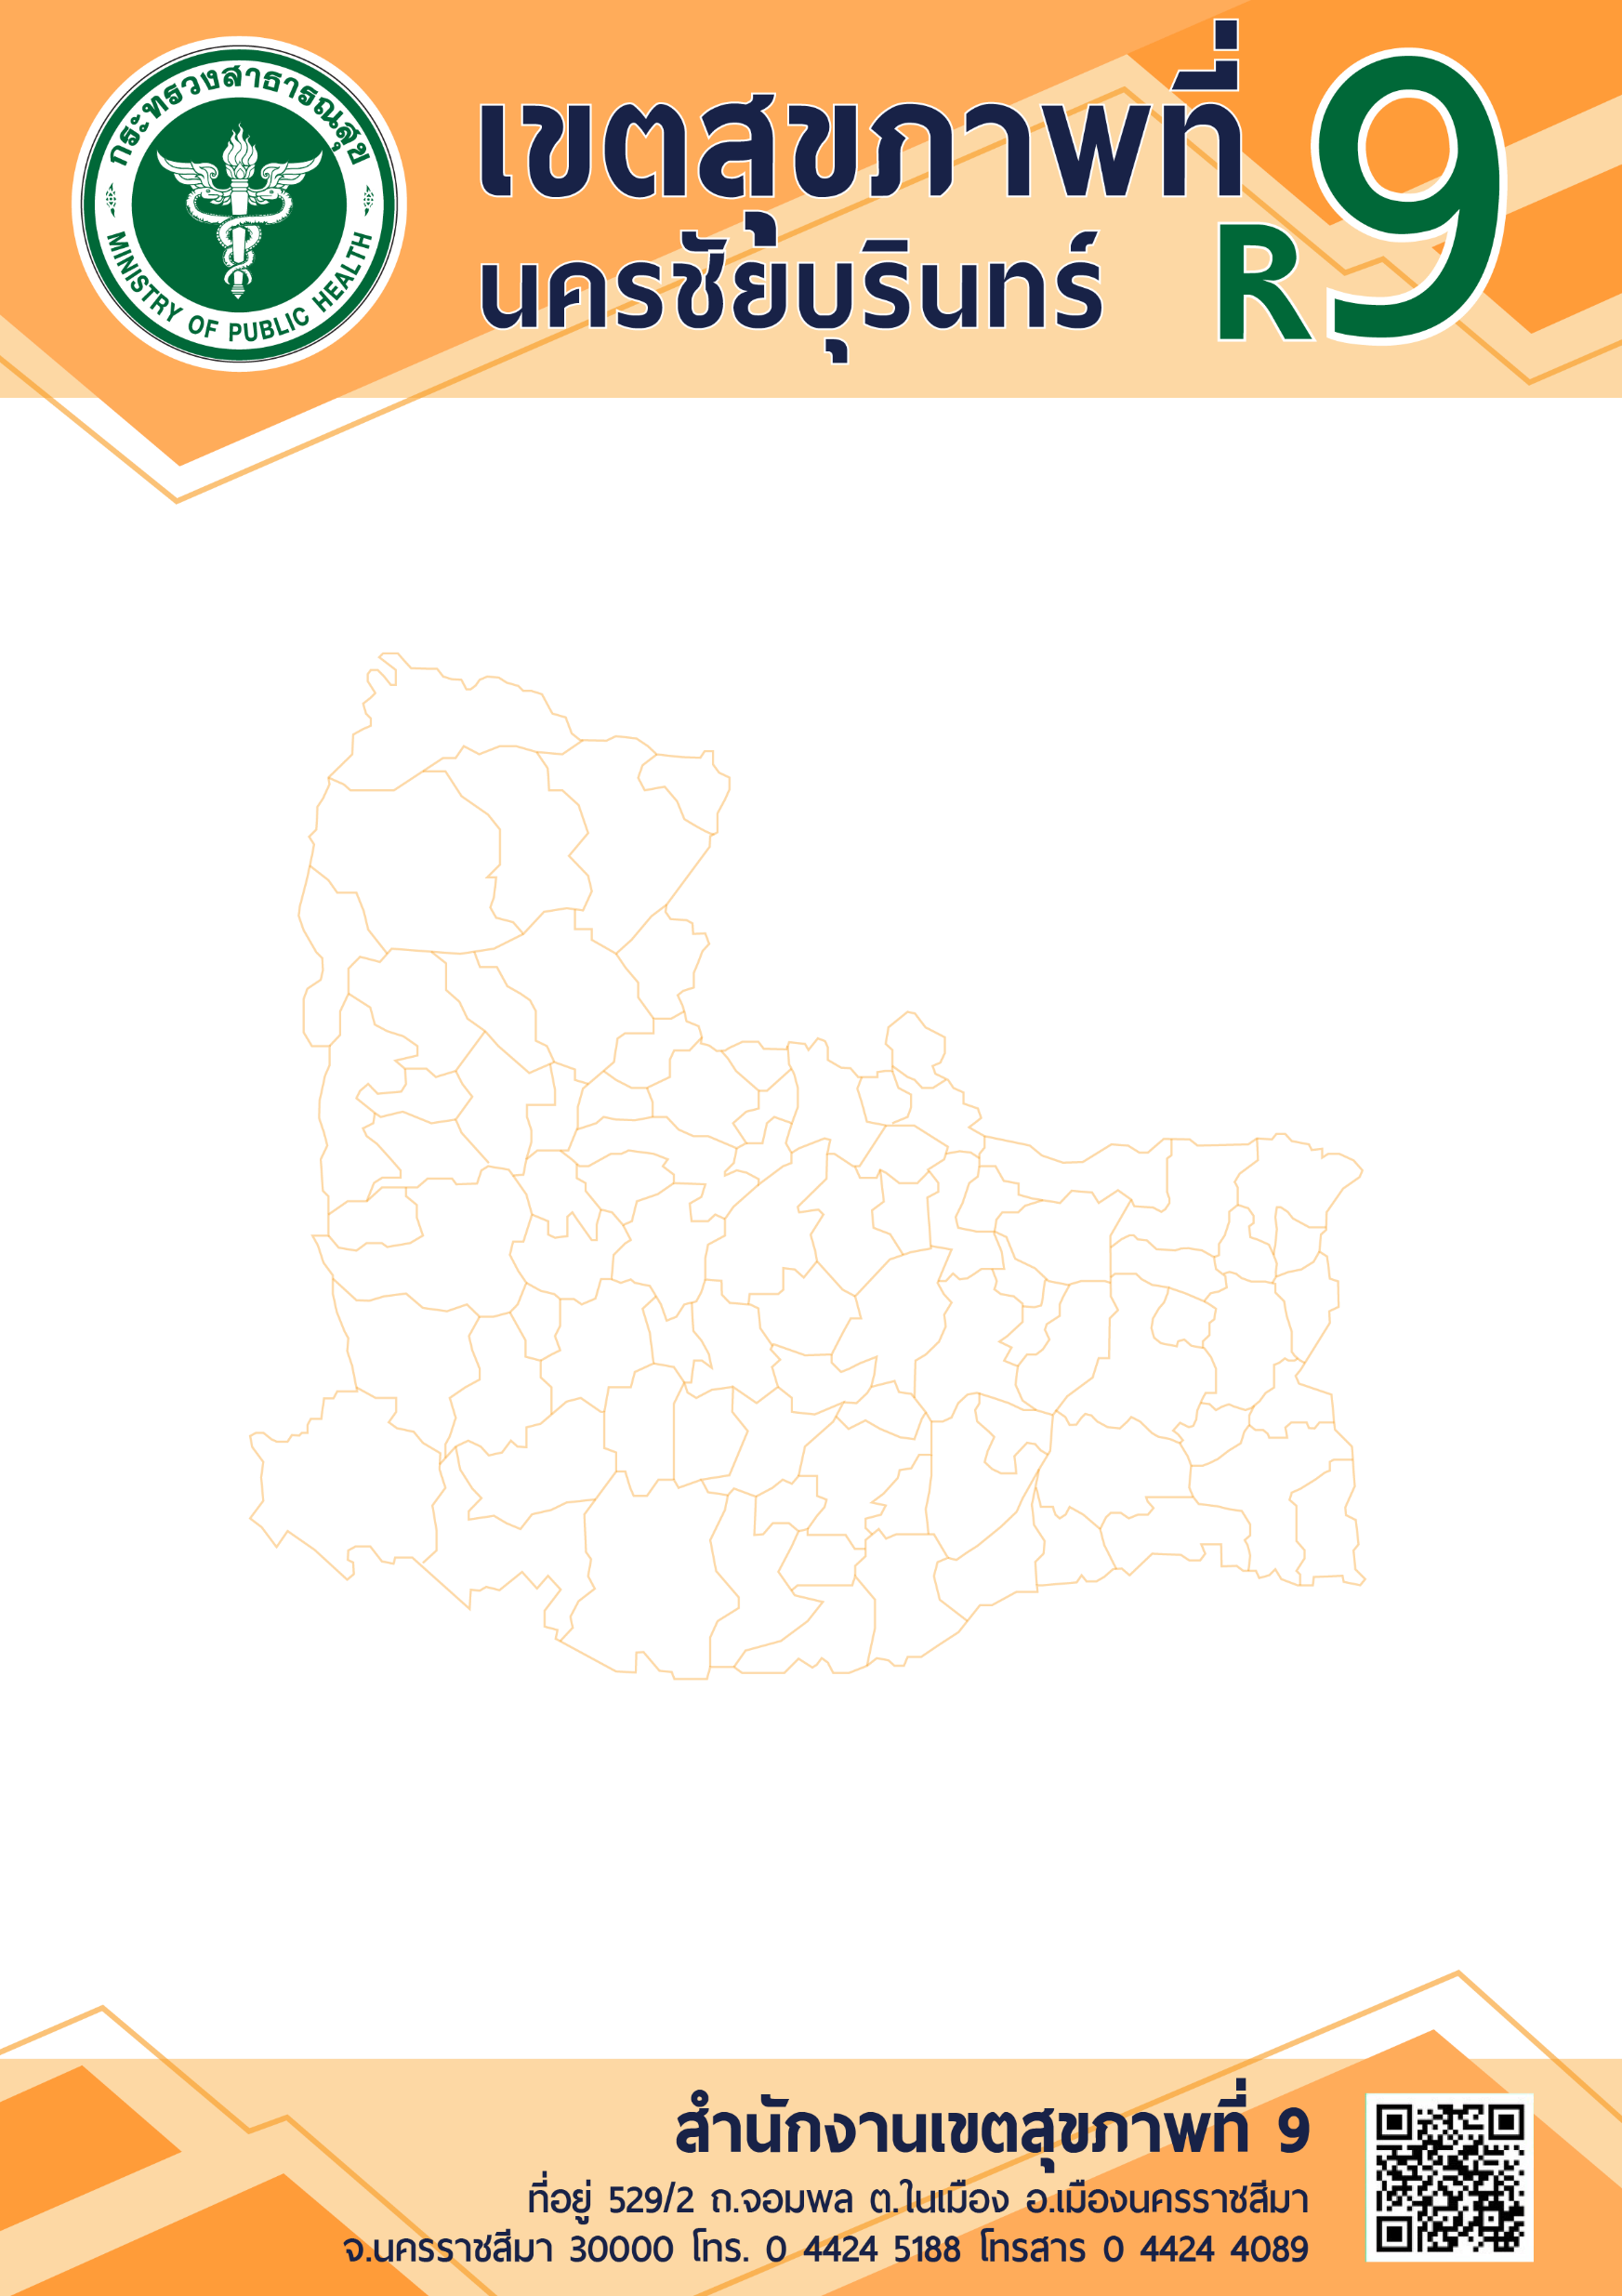 กระทรวงสาธารณสุข
MINISTRY OF PUBLIC HEALTH
เขตสุขภาพที่ 9
นครชัยบุรินทร์ R
สำนักงานเขตสุขภาพที่ 9
ที่อยู่ 529/2 ถ.จอมพล ต.ในเมือง อ.เมืองนครราชสีมา
จ.นครราชสีมา 30000 โทร. 0 4424 5188 โทรสาร 0 4424 4089